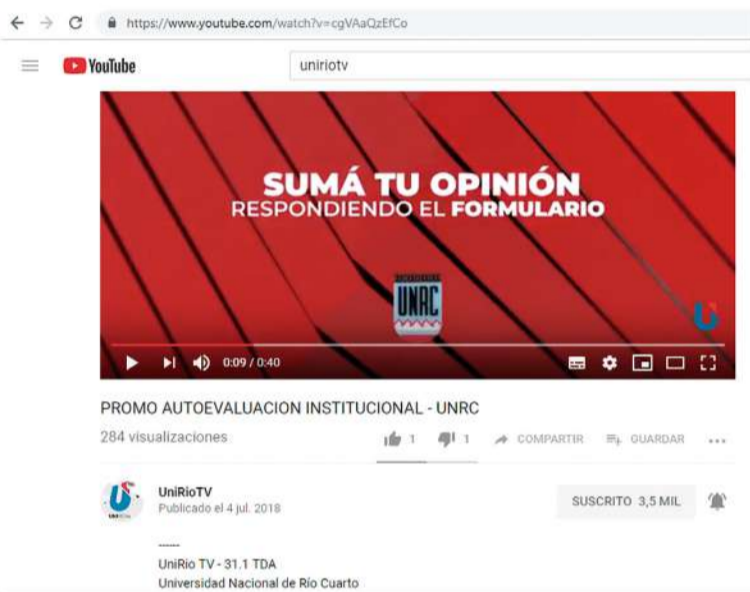 https://www.youtube.com/watch?v=cgVAaQzEfCo
YouTube
uniriotv
SUMÁ TU OPINIÓN
RESPONDIENDO EL FORMULARIO
UNRC
0:09 / 0:40
PROMO AUTOEVALUACION INSTITUCIONAL - UNRC
284 visualizaciones
1
1
COMPARTIR
GUARDAR
UniRioTV
Publicado el 4 jul. 2018
SUSCRITO 3,5 MIL
------
UniRio TV - 31.1 TDA
Universidad Nacional de Río Cuarto